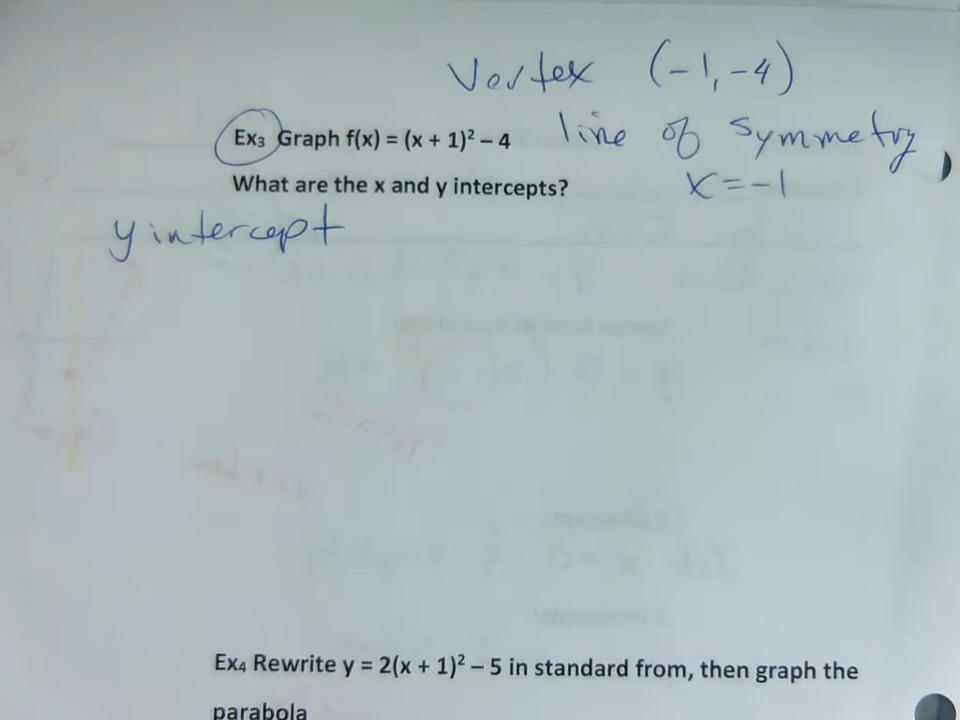 Vertex (-1,-4)
Ex3 Graph f(x) = (x + 1)² – 4 line of symmetry
What are the x and y intercepts? x=-1
y intercept
Ex4 Rewrite y = 2(x + 1)² – 5 in standard from, then graph the
parabola